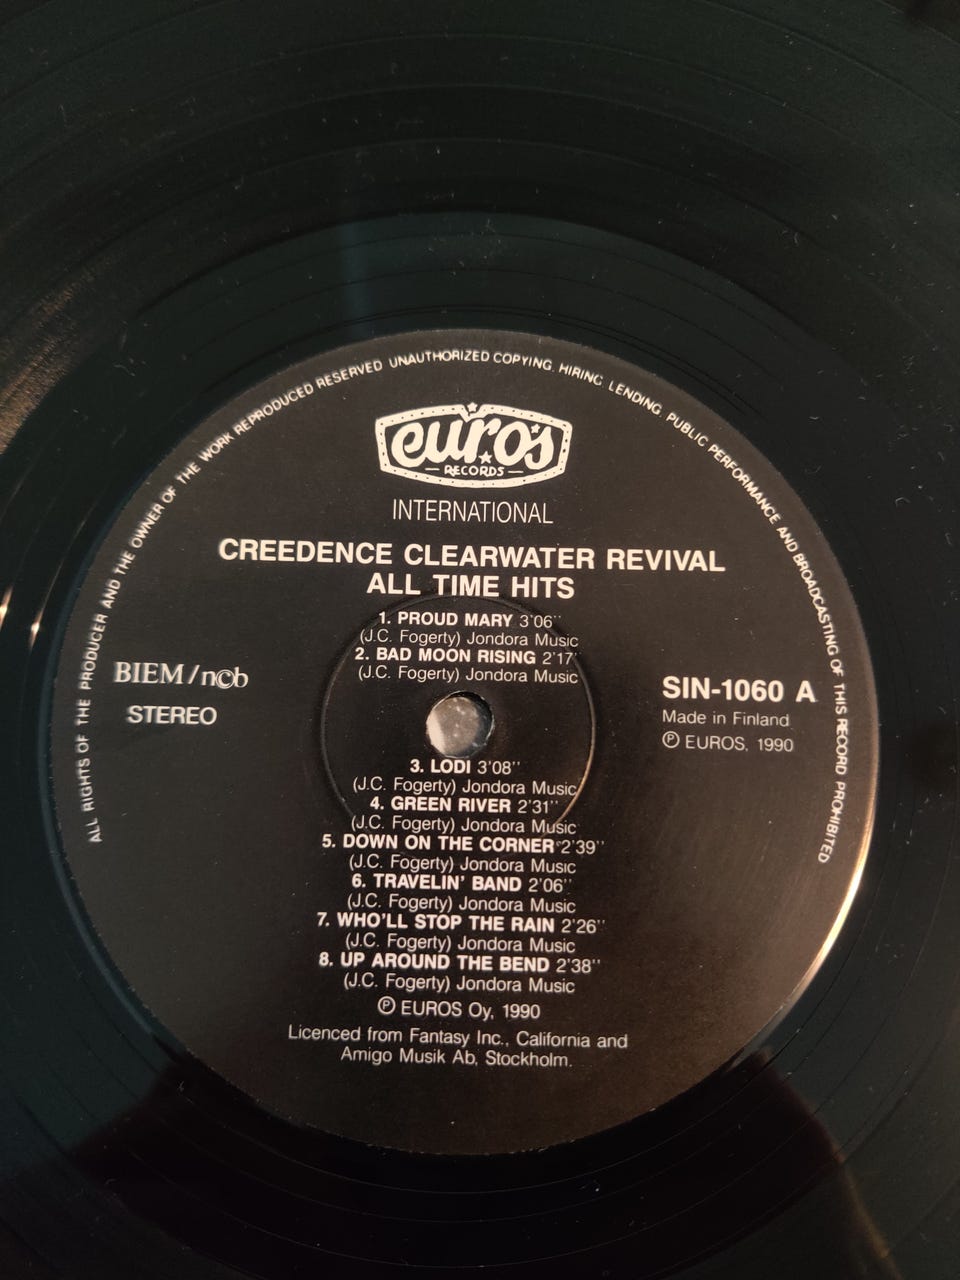 ALL RIGHTS OF THE PRODUCER AND THE OWNER OF THE WORK REPRODUCED RESERVED UNAUTHORIZED COPYING. HIRING. LENDING. PUBLIC PERFORMANCE AND BROADCASTING OF THIS RECORD PROHIBITED
euro's
RECORDS
INTERNATIONAL
CREEDENCE CLEARWATER REVIVAL
ALL TIME HITS
1. PROUD MARY 3'06''
(J.C. Fogerty) Jondora Music
2. BAD MOON RISING 2'17''
(J.C. Fogerty) Jondora Music
BIEM/n©b
STEREO
SIN-1060 A
Made in Finland
℗ EUROS, 1990
3. LODI 3'08''
(J.C. Fogerty) Jondora Music
4. GREEN RIVER 2'31''
(J.C. Fogerty) Jondora Music
5. DOWN ON THE CORNER 2'39''
(J.C. Fogerty) Jondora Music
6. TRAVELIN' BAND 2'06''
(J.C. Fogerty) Jondora Music
7. WHO'LL STOP THE RAIN 2'26''
(J.C. Fogerty) Jondora Music
8. UP AROUND THE BEND 2'38''
(J.C. Fogerty) Jondora Music
℗ EUROS Oy, 1990
Licenced from Fantasy Inc., California and
Amigo Musik Ab, Stockholm.